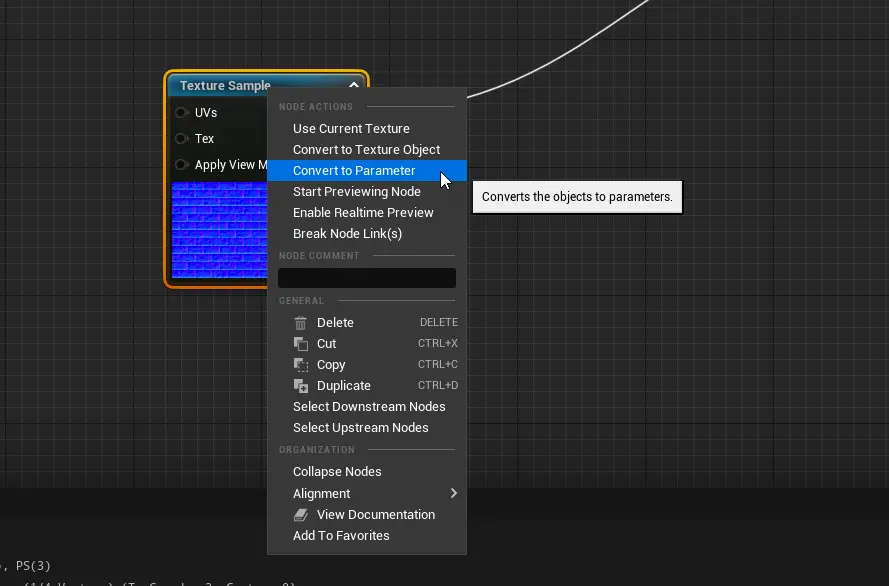 Texture Sample
UVs
Tex
Apply View M
NODE ACTIONS
Use Current Texture
Convert to Texture Object
Convert to Parameter
Converts the objects to parameters.
Start Previewing Node
Enable Realtime Preview
Break Node Link(s)
NODE COMMENT
GENERAL
Delete DELETE
Cut CTRL+X
Copy CTRL+C
Duplicate CTRL+D
Select Downstream Nodes
Select Upstream Nodes
ORGANIZATION
Collapse Nodes
Alignment
View Documentation
Add To Favorites
, PS(3)